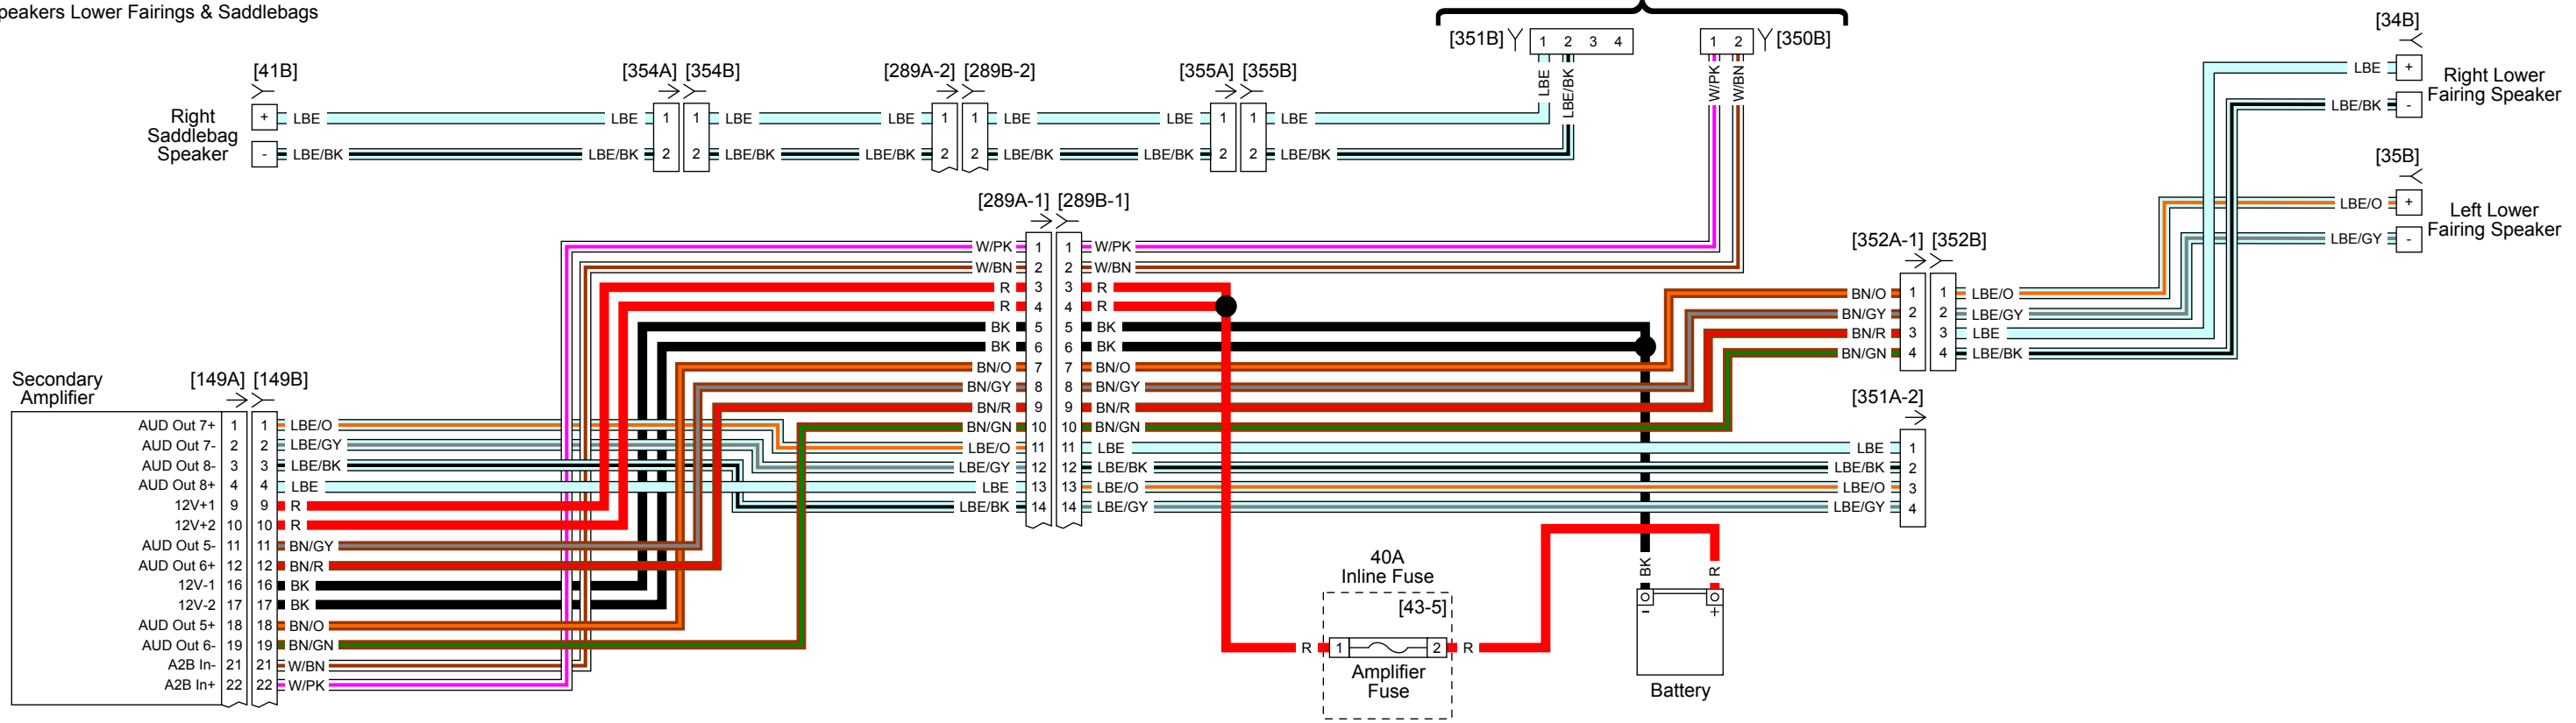 peakers Lower Fairings & Saddlebags
[351B] 1 2 3 4
1 2 [350B]
LBE LBE/BK W/PK W/BN
[34B]
LBE +
LBE/BK -
Right Lower
Fairing Speaker
[35B]
LBE/O +
LBE/GY -
Left Lower
Fairing Speaker
[41B] [354A] [354B] [289A-2] [289B-2] [355A] [355B]
Right
Saddlebag
Speaker
+ LBE LBE 1 1 LBE LBE 1 1 LBE LBE 1 1 LBE
- LBE/BK LBE/BK 2 2 LBE/BK LBE/BK 2 2 LBE/BK LBE/BK 2 2 LBE/BK
[289A-1] [289B-1]
W/PK 1 1 W/PK
W/BN 2 2 W/BN
R 3 3 R
R 4 4 R
BK 5 5 BK
BK 6 6 BK
BN/O 7 7 BN/O
BN/GY 8 8 BN/GY
BN/R 9 9 BN/R
BN/GN 10 10 BN/GN
LBE/O 11 11 LBE
LBE/GY 12 12 LBE/BK
LBE 13 13 LBE/O
LBE/BK 14 14 LBE/GY
[352A-1] [352B]
BN/O 1 1 LBE/O
BN/GY 2 2 LBE/GY
BN/R 3 3 LBE
BN/GN 4 4 LBE/BK
[351A-2]
LBE 1
LBE/BK 2
LBE/O 3
LBE/GY 4
Secondary
Amplifier
[149A] [149B]
AUD Out 7+ 1 1 LBE/O
AUD Out 7- 2 2 LBE/GY
AUD Out 8- 3 3 LBE/BK
AUD Out 8+ 4 4 LBE
12V+1 9 9 R
12V+2 10 10 R
AUD Out 5- 11 11 BN/GY
AUD Out 6+ 12 12 BN/R
12V-1 16 16 BK
12V-2 17 17 BK
AUD Out 5+ 18 18 BN/O
AUD Out 6- 19 19 BN/GN
A2B In- 21 21 W/BN
A2B In+ 22 22 W/PK
40A
Inline Fuse
[43-5]
R 1 2 R
Amplifier
Fuse
BK R
- +
Battery